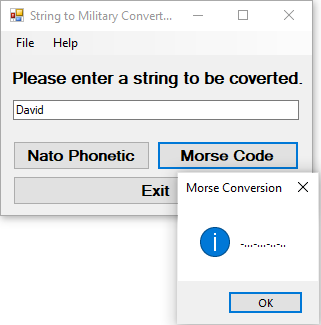 String to Military Convert...
File Help
Please enter a string to be coverted.
David
Nato Phonetic Morse Code
Exit
Morse Conversion
-...-...-..-..
OK